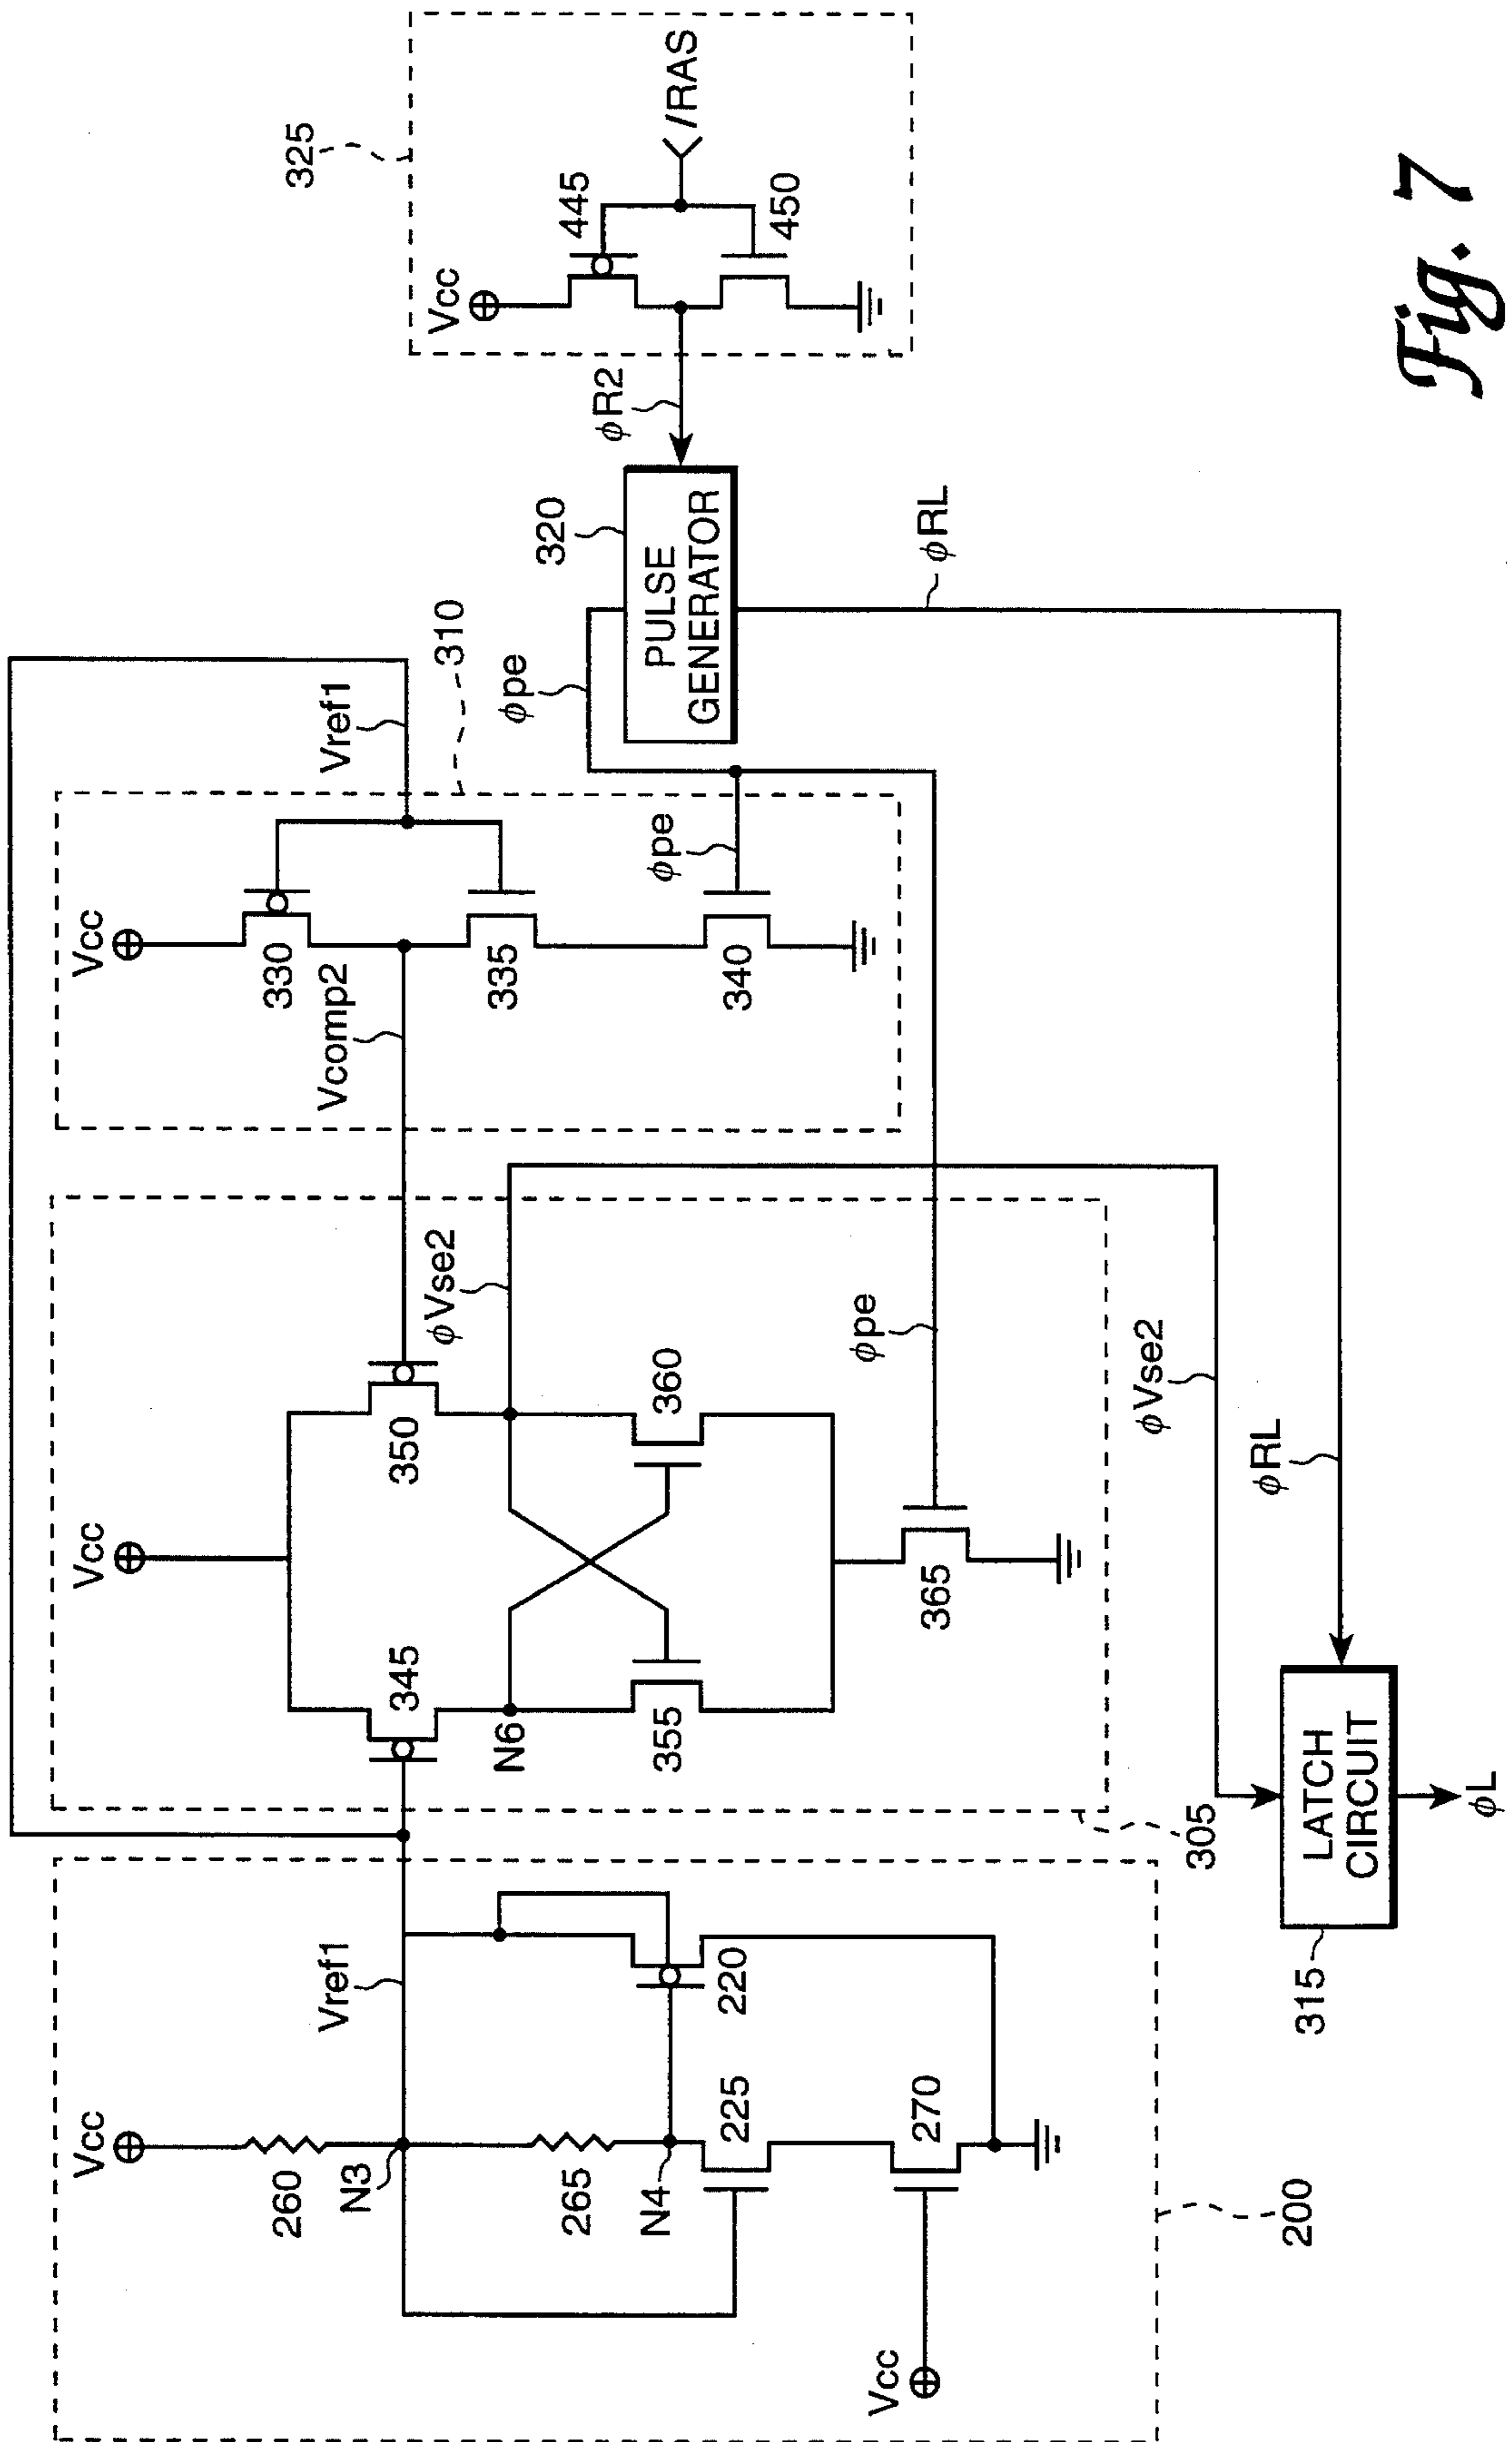 Vcc
260
N3
265
N4
225
270
Vcc
200
Vref1
220
Vcc
345
N6
355
350
φVse2
360
365
φpe
305
Vcomp2
Vcc
330
335
340
φpe
310
Vref1
φpe
320
PULSE
GENERATOR
φR2
325
Vcc
445
450
/RAS
φRL
φVse2
φRL
315
LATCH
CIRCUIT
φL
Fig. 7